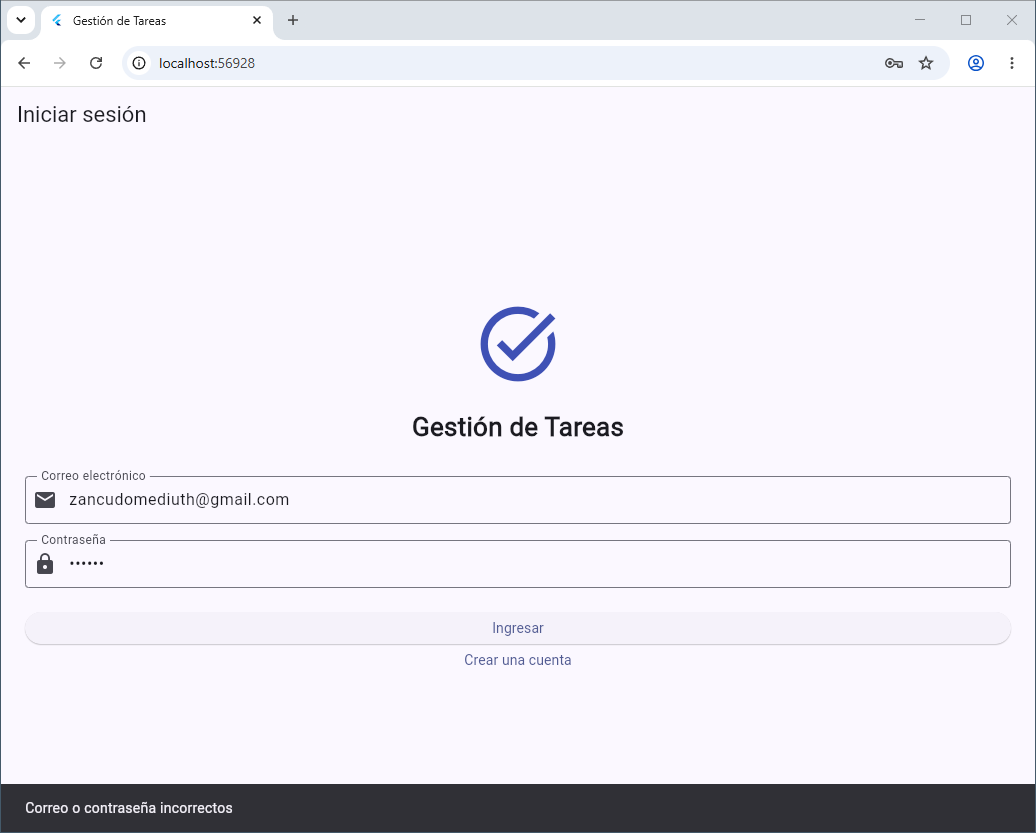 Gestión de Tareas
localhost:56928
Iniciar sesión
Gestión de Tareas
Correo electrónico
zancudomediuth@gmail.com
Contraseña
••••••
Ingresar
Crear una cuenta
Correo o contraseña incorrectos